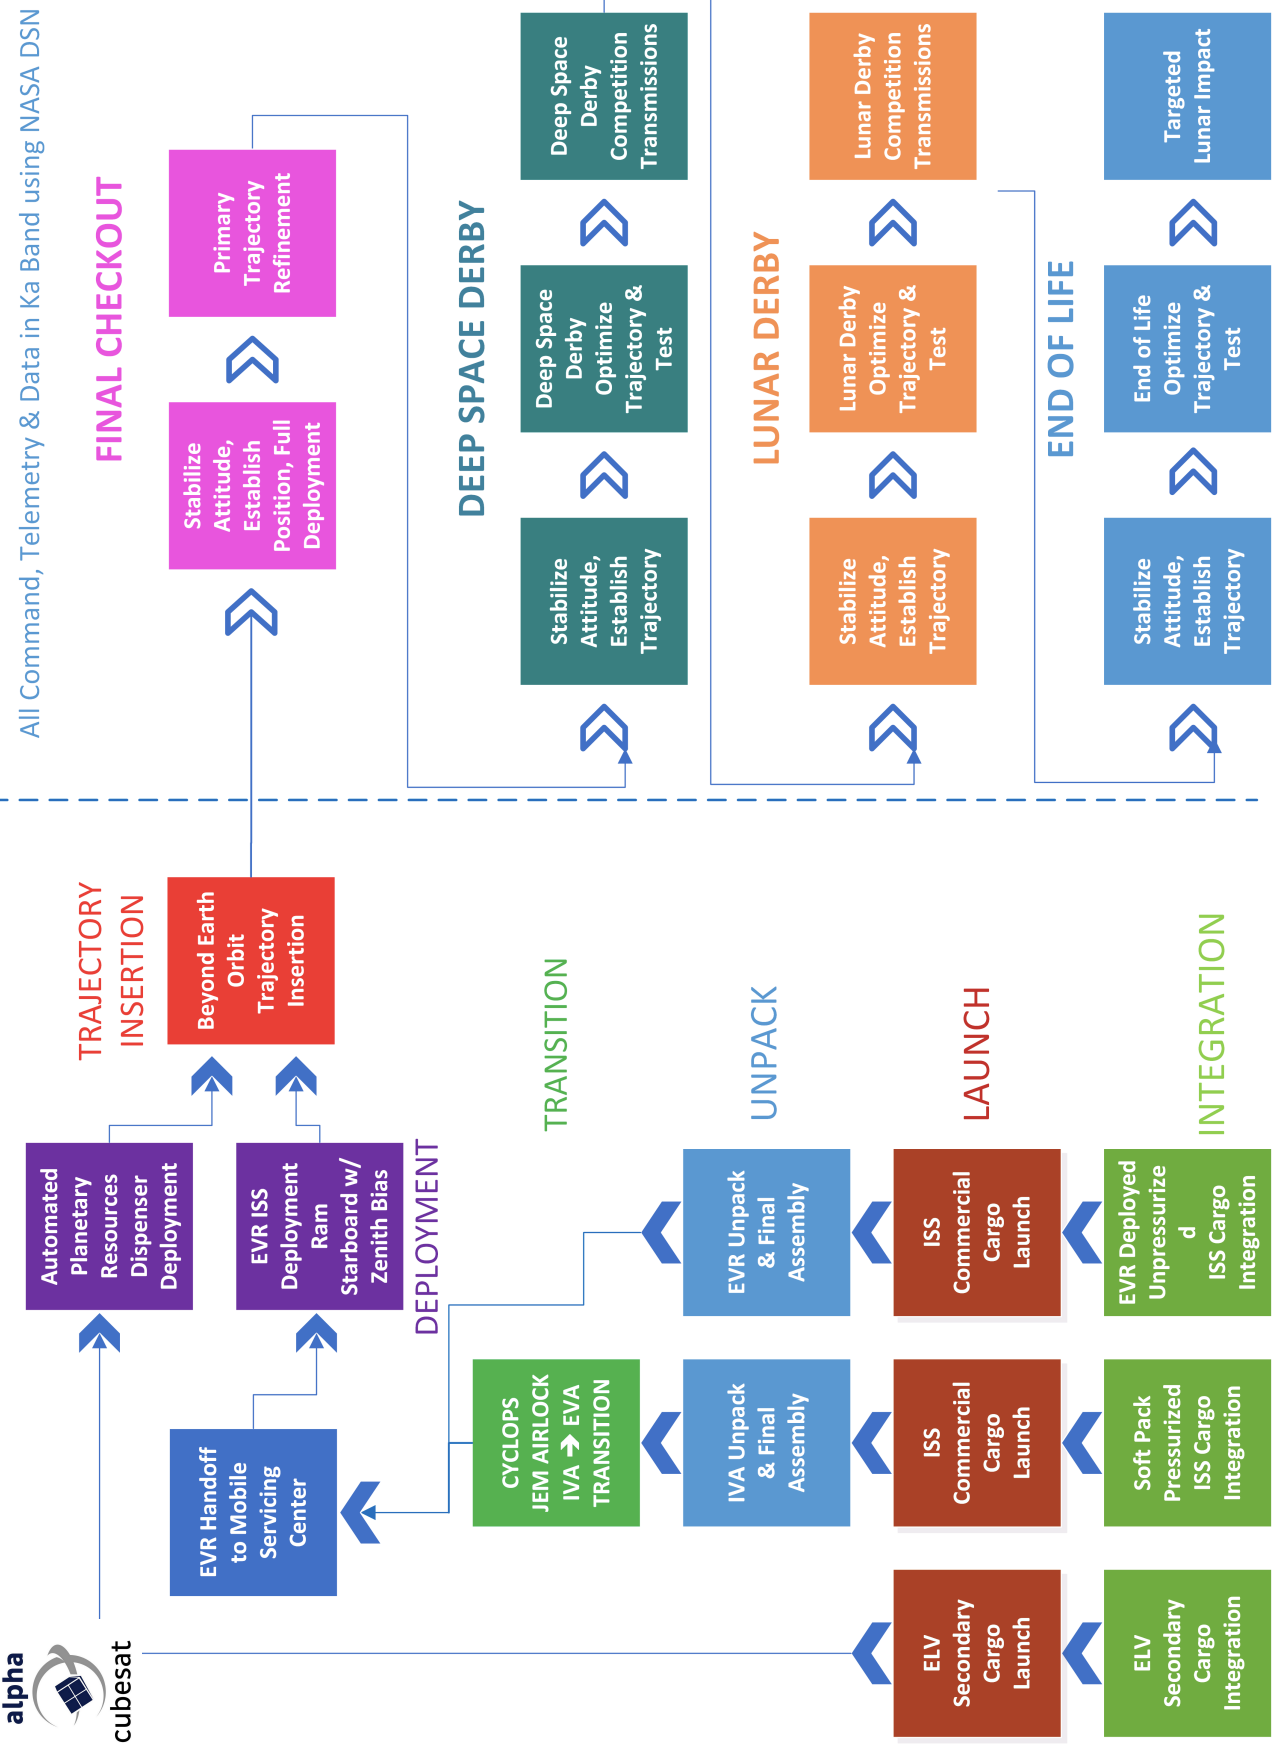 alpha
cubesat
All Command, Telemetry & Data in Ka Band using NASA DSN
ELV
Secondary
Cargo
Integration
Soft Pack
Pressurized
ISS Cargo
Integration
EVR Deployed
Unpressurize
d
ISS Cargo
Integration
INTEGRATION
ELV
Secondary
Cargo
Launch
ISS
Commercial
Cargo
Launch
ISS
Commercial
Cargo
Launch
LAUNCH
IVA Unpack
& Final
Assembly
EVR Unpack
& Final
Assembly
UNPACK
CYCLOPS
JEM AIRLOCK
IVA ➔ EVA
TRANSITION
TRANSITION
EVR Handoff
to Mobile
Servicing
Center
Automated
Planetary
Resources
Dispenser
Deployment
EVR ISS
Deployment
Ram
Starboard w/
Zenith Bias
DEPLOYMENT
TRAJECTORY
INSERTION
Beyond Earth
Orbit
Trajectory
Insertion
FINAL CHECKOUT
Stabilize
Attitude,
Establish
Position, Full
Deployment
Primary
Trajectory
Refinement
DEEP SPACE DERBY
Stabilize
Attitude,
Establish
Trajectory
Deep Space
Derby
Optimize
Trajectory &
Test
Deep Space
Derby
Competition
Transmissions
LUNAR DERBY
Stabilize
Attitude,
Establish
Trajectory
Lunar Derby
Optimize
Trajectory &
Test
Lunar Derby
Competition
Transmissions
END OF LIFE
Stabilize
Attitude,
Establish
Trajectory
End of Life
Optimize
Trajectory &
Test
Targeted
Lunar Impact